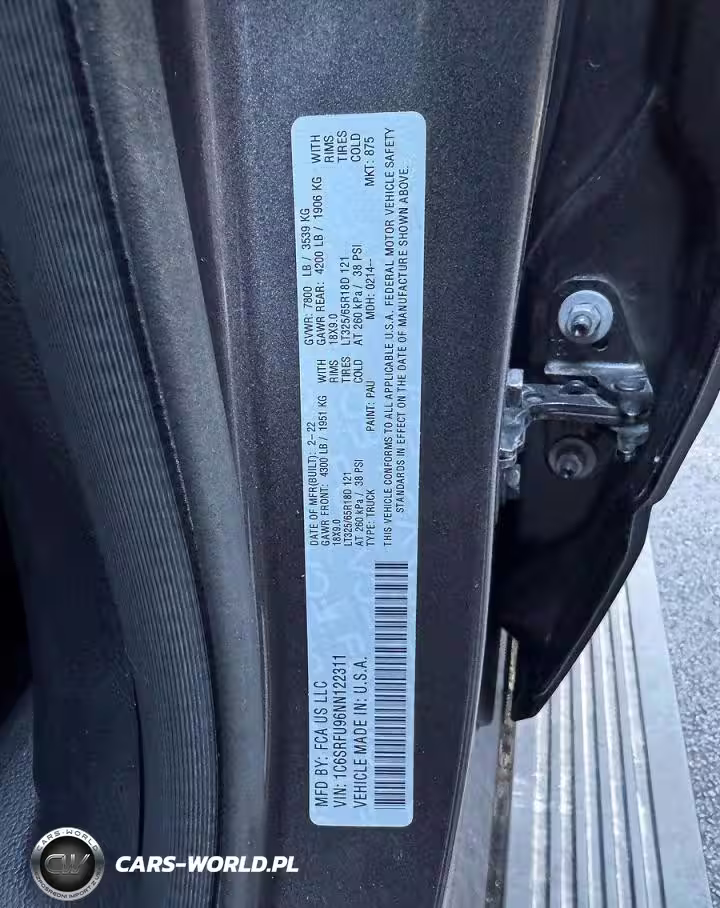 MFD BY: FCA US LLC
VIN: 1C6SRFU96NN122311
VEHICLE MADE IN: U.S.A.
DATE OF MFR(BUILT): 2-22
GAWR FRONT: 4300 LB / 1951 KG WITH
18X9.0 RIMS
LT325/65R18D 121 TIRES
AT 260 kPa / 38 PSI COLD
TYPE: TRUCK PAINT: PAU
GVWR: 7800 LB / 3539 KG
GAWR REAR: 4200 LB / 1906 KG WITH
18X9.0 RIMS
LT325/65R18D 121 TIRES
AT 260 kPa / 38 PSI COLD
MDH: 0214-- MKT: 875
THIS VEHICLE CONFORMS TO ALL APPLICABLE U.S.A. FEDERAL MOTOR VEHICLE SAFETY
STANDARDS IN EFFECT ON THE DATE OF MANUFACTURE SHOWN ABOVE.
CARS-WORLD
CW
CARS-WORLD.PL